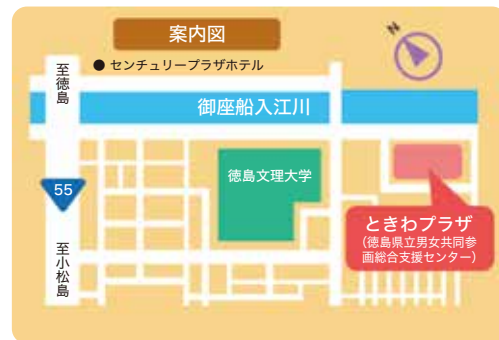 案内図
N
● センチュリープラザホテル
至徳島
御座船入江川
徳島文理大学
55
ときわプラザ
（徳島県立男女共同参
画総合支援センター）
至小松島